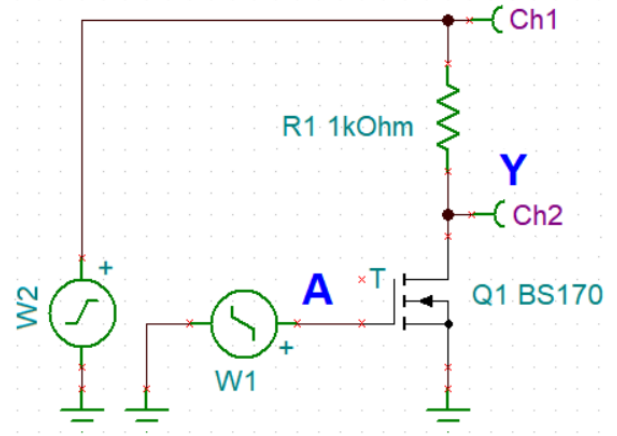 Ch1
R1 1kOhm
Y
Ch2
T
A
Q1 BS170
+
W2
W1
+